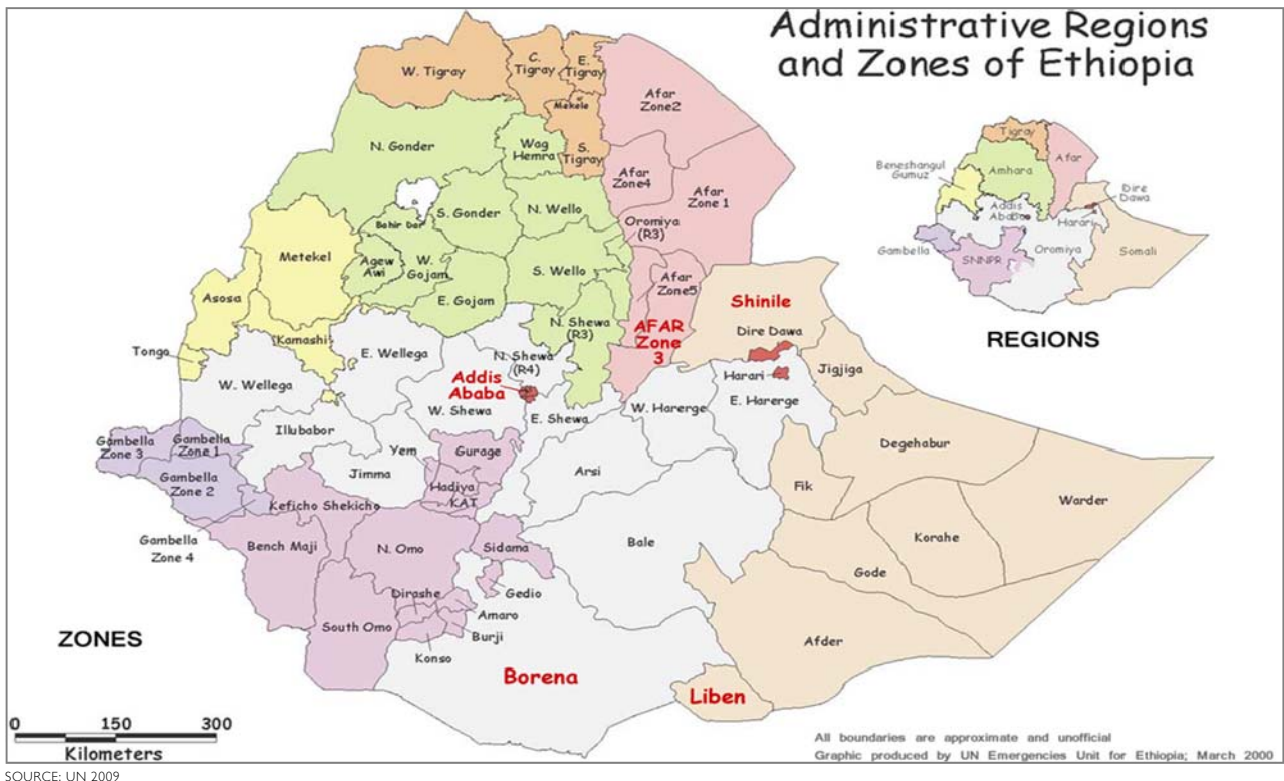 Administrative Regions
and Zones of Ethiopia
W. Tigray
C.
Tigray
E.
Tigray
Mekele
S.
Tigray
Afar
Zone2
N. Gonder
Wag
Hemra
Afar
Zone4
Afar
Zone 1
Bahir Dar
S. Gonder
N. Wello
Oromiya
(R3)
Metekel
Agew
Awi
W.
Gojam
S. Wello
Afar
Zone5
Asosa
E. Gojam
N. Shewa
(R3)
AFAR
Zone
3
Shinile
Dire Dawa
Tongo
Kamashi
E. Wellega
N. Shewa
(R4)
Addis
Ababa
W. Wellega
W. Shewa
E. Shewa
W. Harerge
Harari
E. Harerge
Jigjiga
Gambella
Zone 3
Gambella
Zone 1
Gambella
Zone 2
Illubabor
Yem
Jimma
Gurage
Hadiya
KAT
Arsi
Degehabur
Fik
Warder
Keficho Shekicho
Gambella
Zone 4
Bench Maji
N. Omo
Sidama
Bale
Korahe
Gode
Dirashe
Gedio
Amaro
Burji
Konso
South Omo
Afder
Borena
Liben
ZONES
0 150 300
Kilometers
Tigray
Beneshangul
Gumuz
Amhara
Afar
Dire
Dawa
Addis
Ababa
Harari
Gambella
SNNPR
Oromiya
Somali
REGIONS
All boundaries are approximate and unofficial
Graphic produced by UN Emergencies Unit for Ethiopia; March 2000
SOURCE: UN 2009